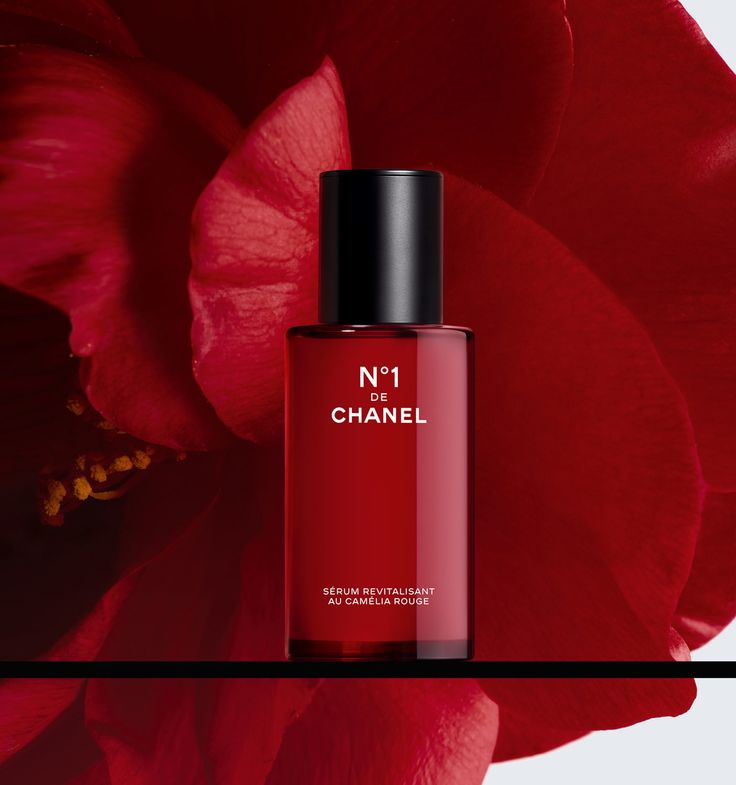 N°1
DE
CHANEL
SÉRUM REVITALISANT
AU CAMÉLIA ROUGE